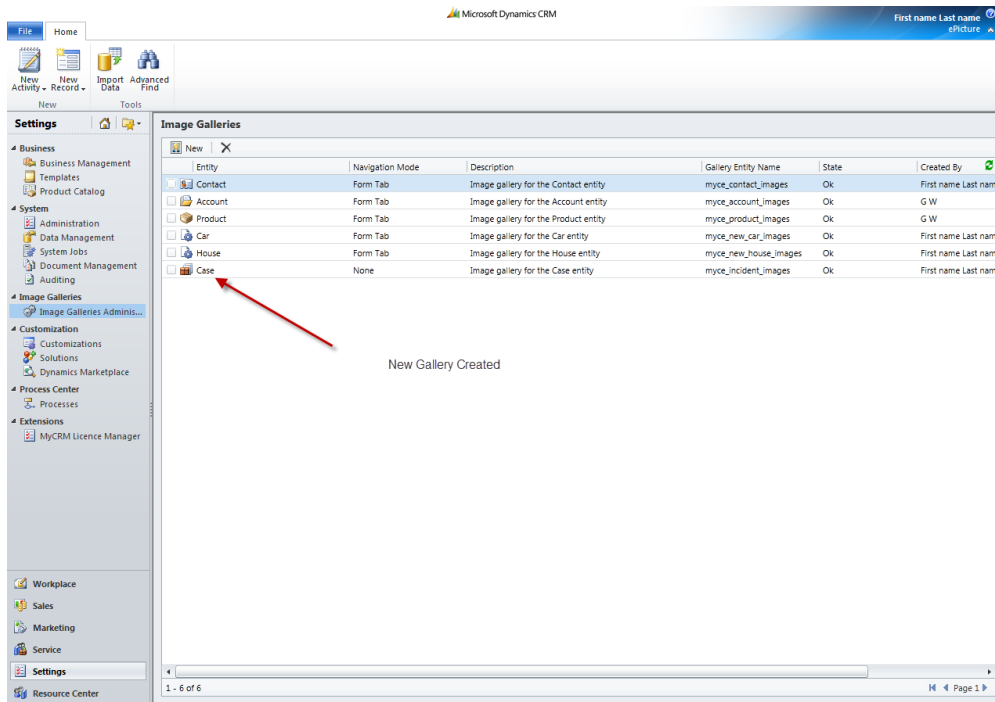 Microsoft Dynamics CRM
First name Last name
ePicture
File Home
New Activity New Record Import Data Advanced Find
New Tools
Settings
Business
Business Management
Templates
Product Catalog
System
Administration
Data Management
System Jobs
Document Management
Auditing
Image Galleries
Image Galleries Adminis...
Customization
Customizations
Solutions
Dynamics Marketplace
Process Center
Processes
Extensions
MyCRM Licence Manager
Workplace
Sales
Marketing
Service
Settings
Resource Center
Image Galleries
New
Entity Navigation Mode Description Gallery Entity Name State Created By
Contact Form Tab Image gallery for the Contact entity myce_contact_images Ok First name Last nam
Account Form Tab Image gallery for the Account entity myce_account_images Ok G W
Product Form Tab Image gallery for the Product entity myce_product_images Ok G W
Car Form Tab Image gallery for the Car entity myce_new_car_images Ok First name Last nam
House Form Tab Image gallery for the House entity myce_new_house_images Ok First name Last nam
Case None Image gallery for the Case entity myce_incident_images Ok First name Last nam
New Gallery Created
1 - 6 of 6 Page 1